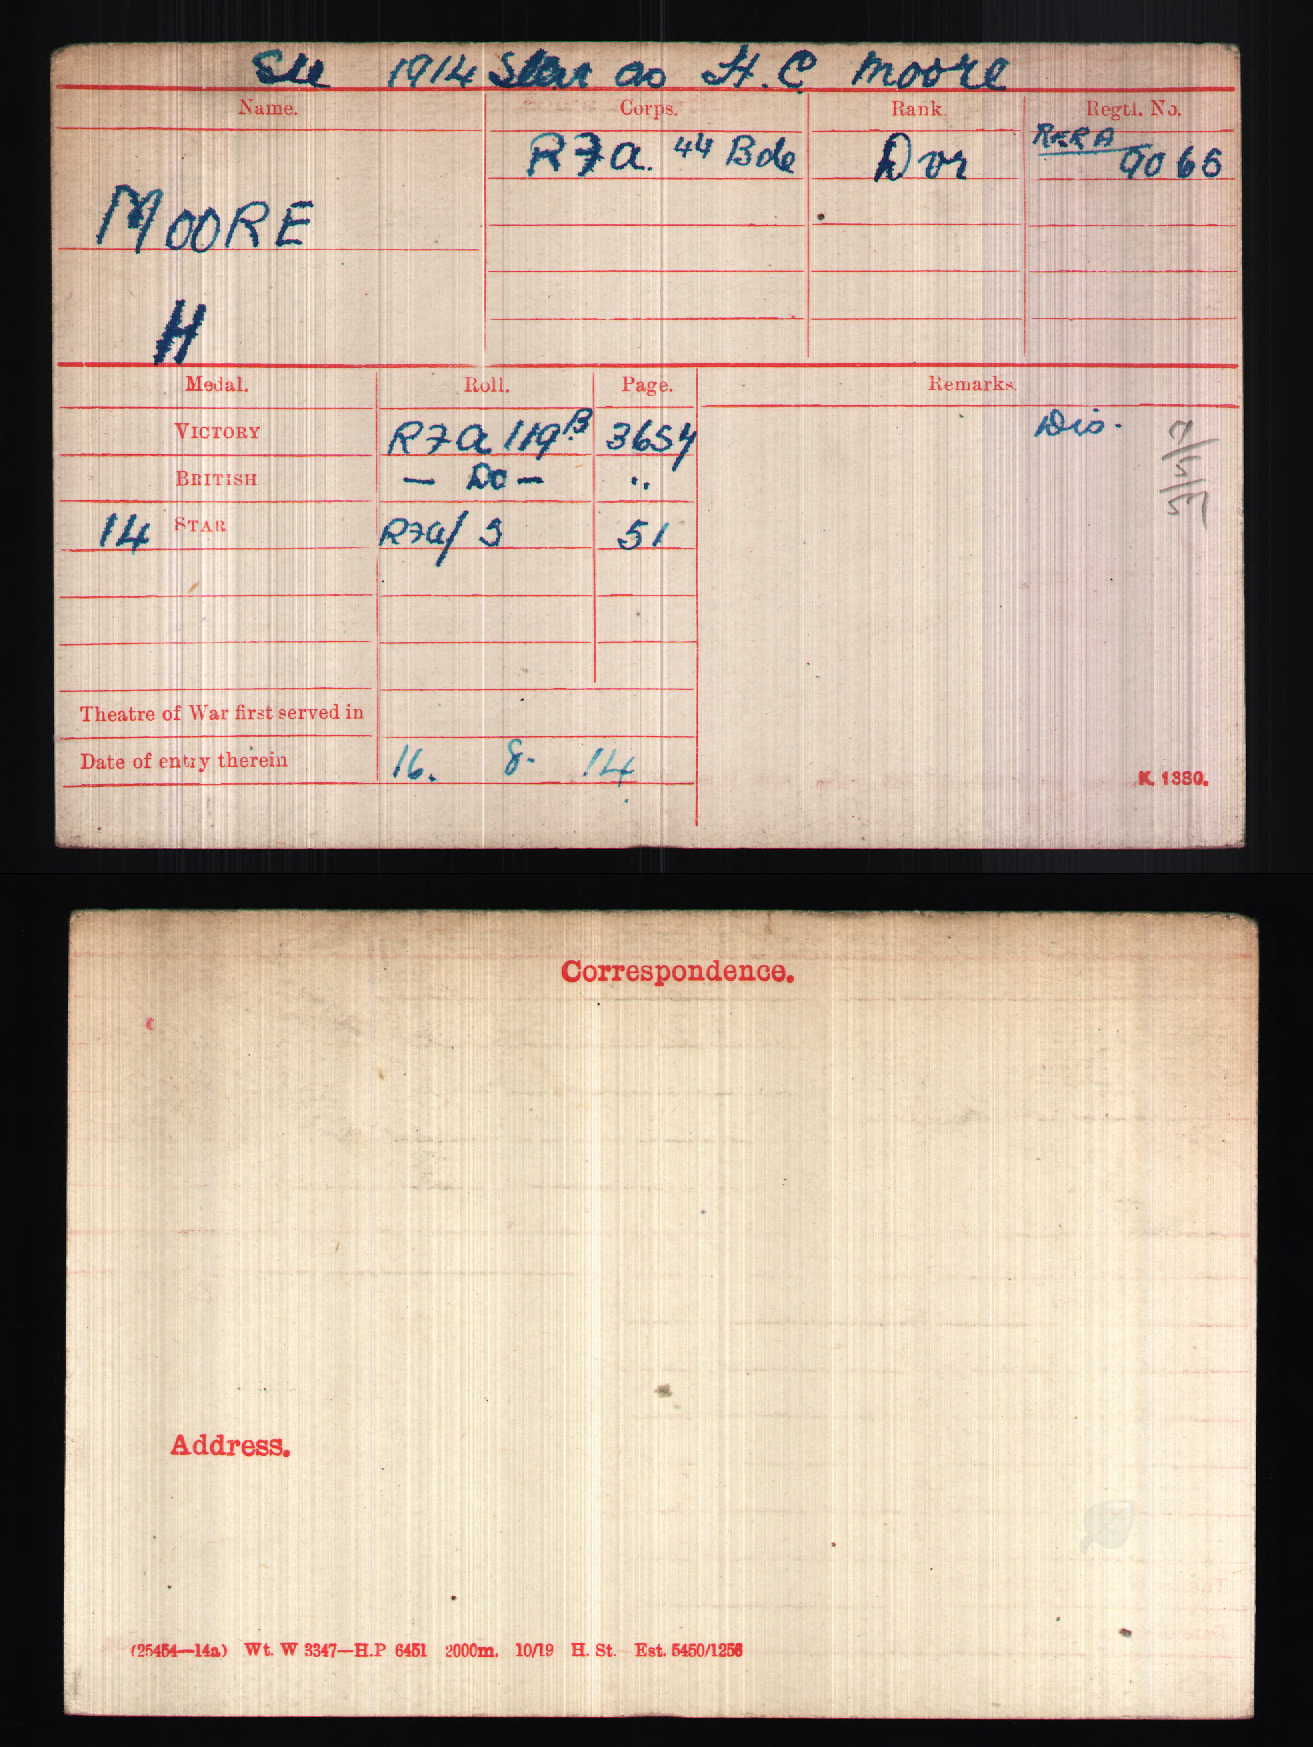 See 1914 Star as H.C Moore
Name. Corps. Rank Regtl. No.
RFA. 44 Bde Dvr RERA 9066
MOORE
H
Medal. Roll. Page. Remarks.
VICTORY RFA 119B 3654 Dis.
BRITISH — Do — "
14 STAR RFA/3 51
Theatre of War first served in
Date of entry therein 16. 8. 14
K. 1380.
Correspondence.
Address.
(25454—14a) Wt. W 3347—H.P 6451 2000m. 10/19 H. St. Est. 5450/1256